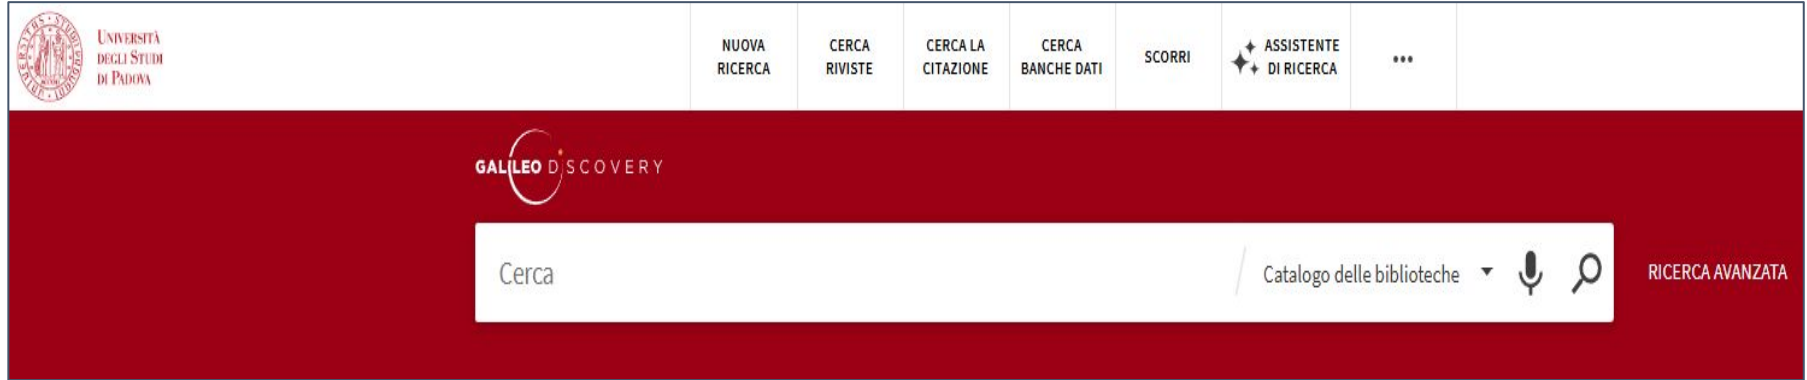 UNIVERSITÀ
DEGLI STUDI
DI PADOVA
NUOVA
RICERCA
CERCA
RIVISTE
CERCA LA
CITAZIONE
CERCA
BANCHE DATI
SCORRI
ASSISTENTE
DI RICERCA
•••
GALILEO DISCOVERY
Cerca
Catalogo delle biblioteche
RICERCA AVANZATA